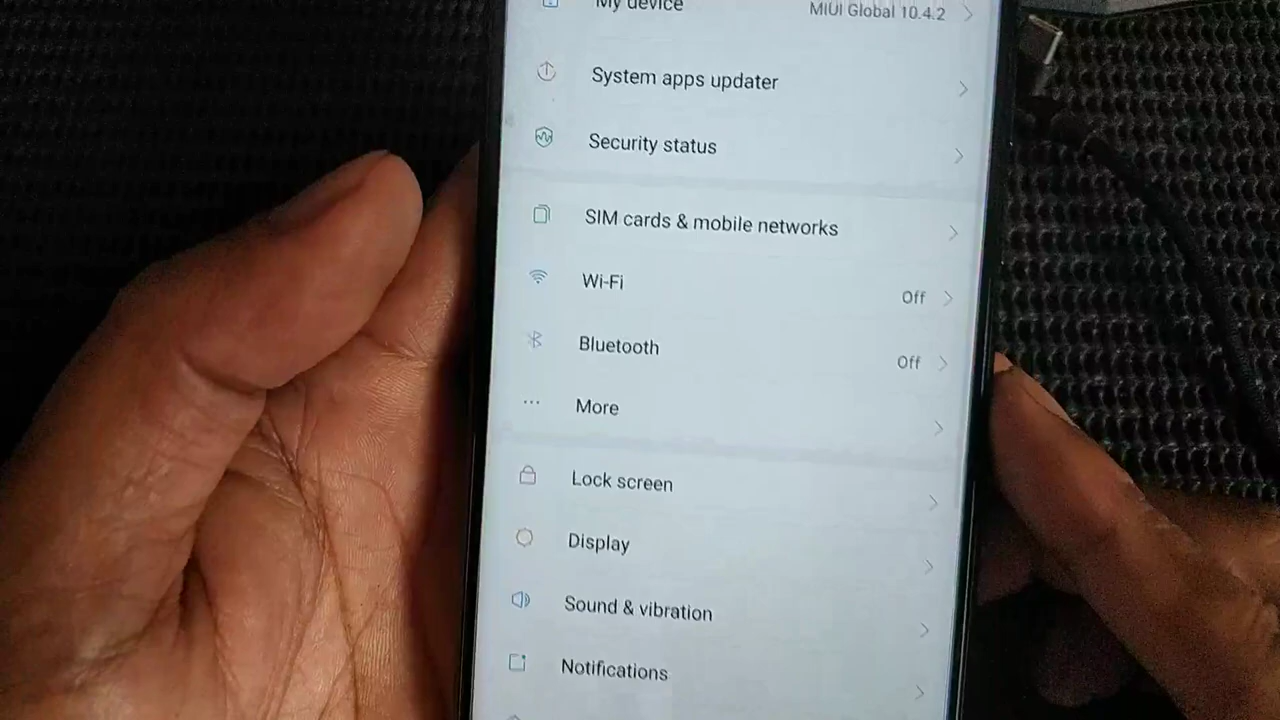 My device MIUI Global 10.4.2
System apps updater
Security status
SIM cards & mobile networks
Wi-Fi Off
Bluetooth Off
More
Lock screen
Display
Sound & vibration
Notifications